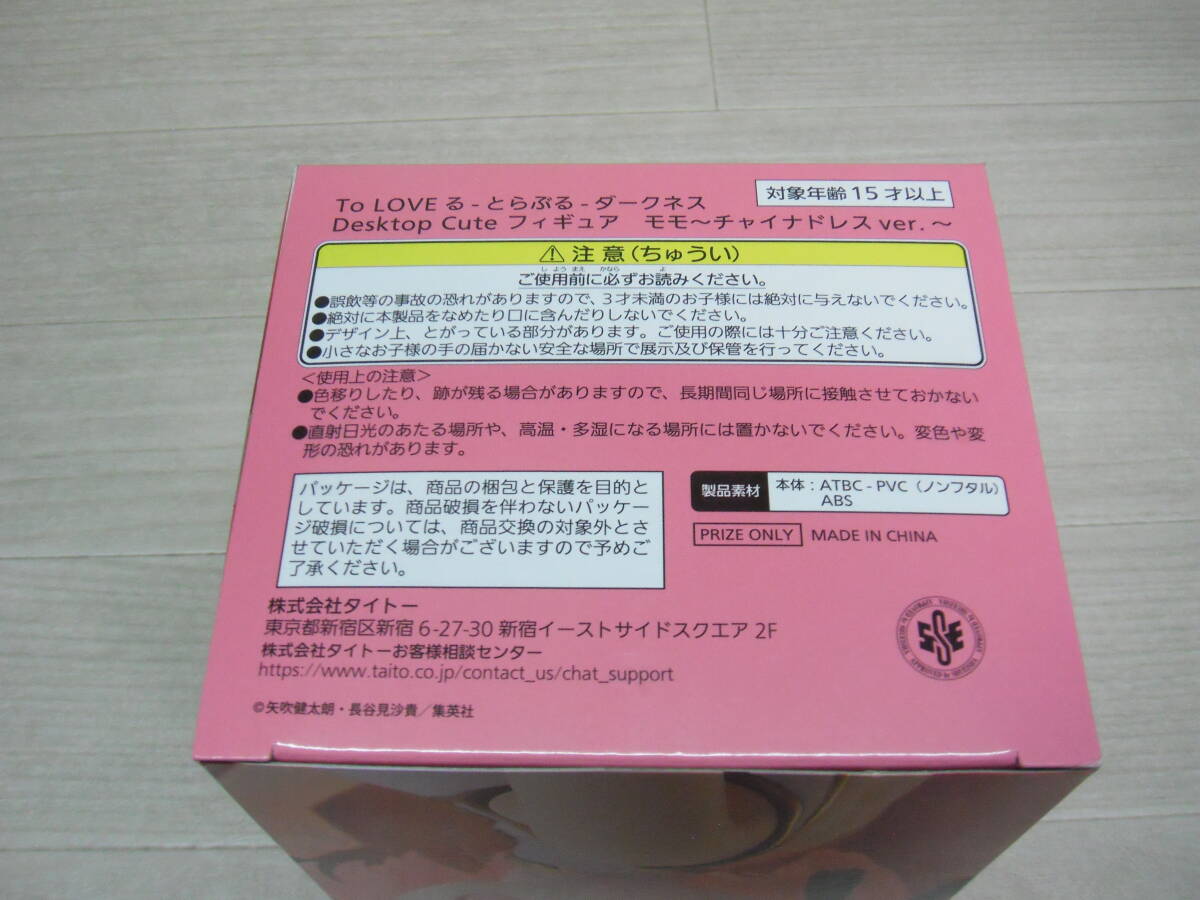 To LOVE る - とらぶる - ダークネス
対象年齢 15 才以上
Desktop Cute フィギュア モモ～チャイナドレス ver. ～
⚠ 注 意 (ちゅうい)
しようまえ かなら よ
ご使用前に必ずお読みください。
●誤飲等の事故の恐れがありますので、3才未満のお子様には絶対に与えないでください。
●絶対に本製品をなめたり口に含んだりしないでください。
●デザイン上、とがっている部分があります。ご使用の際には十分ご注意ください。
●小さなお子様の手の届かない安全な場所で展示及び保管を行ってください。
＜使用上の注意＞
●色移りしたり、跡が残る場合がありますので、長期間同じ場所に接触させておかない
でください。
●直射日光のあたる場所や、高温・多湿になる場所には置かないでください。変色や変
形の恐れがあります。
パッケージは、商品の梱包と保護を目的と
しています。商品破損を伴わないパッケー
ジ破損については、商品交換の対象外とさ
せていただく場合がございますので予めご
了承ください。
製品素材
本体：ATBC - PVC（ノンフタル）
ABS
PRIZE ONLY MADE IN CHINA
株式会社タイトー
東京都新宿区新宿 6-27-30 新宿イーストサイドスクエア 2F
株式会社タイトーお客様相談センター
https://www.taito.co.jp/contact_us/chat_support
©矢吹健太朗・長谷見沙貴／集英社